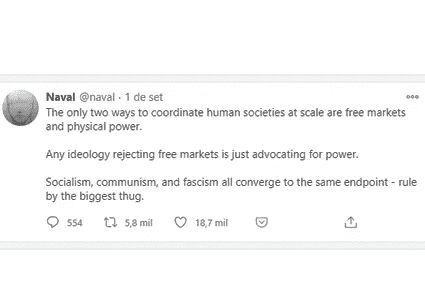 Naval @naval · 1 de set
The only two ways to coordinate human societies at scale are free markets
and physical power.
Any ideology rejecting free markets is just advocating for power.
Socialism, communism, and fascism all converge to the same endpoint - rule
by the biggest thug.
554 5,8 mil 18,7 mil